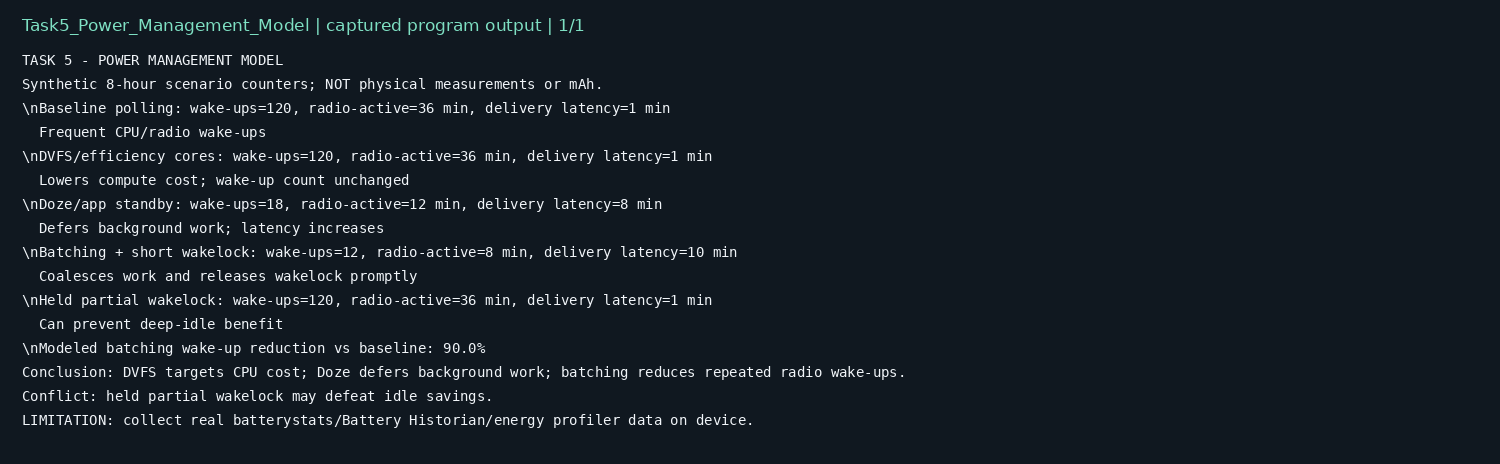 Task5_Power_Management_Model | captured program output | 1/1
TASK 5 - POWER MANAGEMENT MODEL
Synthetic 8-hour scenario counters; NOT physical measurements or mAh.
\nBaseline polling: wake-ups=120, radio-active=36 min, delivery latency=1 min
  Frequent CPU/radio wake-ups
\nDVFS/efficiency cores: wake-ups=120, radio-active=36 min, delivery latency=1 min
  Lowers compute cost; wake-up count unchanged
\nDoze/app standby: wake-ups=18, radio-active=12 min, delivery latency=8 min
  Defers background work; latency increases
\nBatching + short wakelock: wake-ups=12, radio-active=8 min, delivery latency=10 min
  Coalesces work and releases wakelock promptly
\nHeld partial wakelock: wake-ups=120, radio-active=36 min, delivery latency=1 min
  Can prevent deep-idle benefit
\nModeled batching wake-up reduction vs baseline: 90.0%
Conclusion: DVFS targets CPU cost; Doze defers background work; batching reduces repeated radio wake-ups.
Conflict: held partial wakelock may defeat idle savings.
LIMITATION: collect real batterystats/Battery Historian/energy profiler data on device.